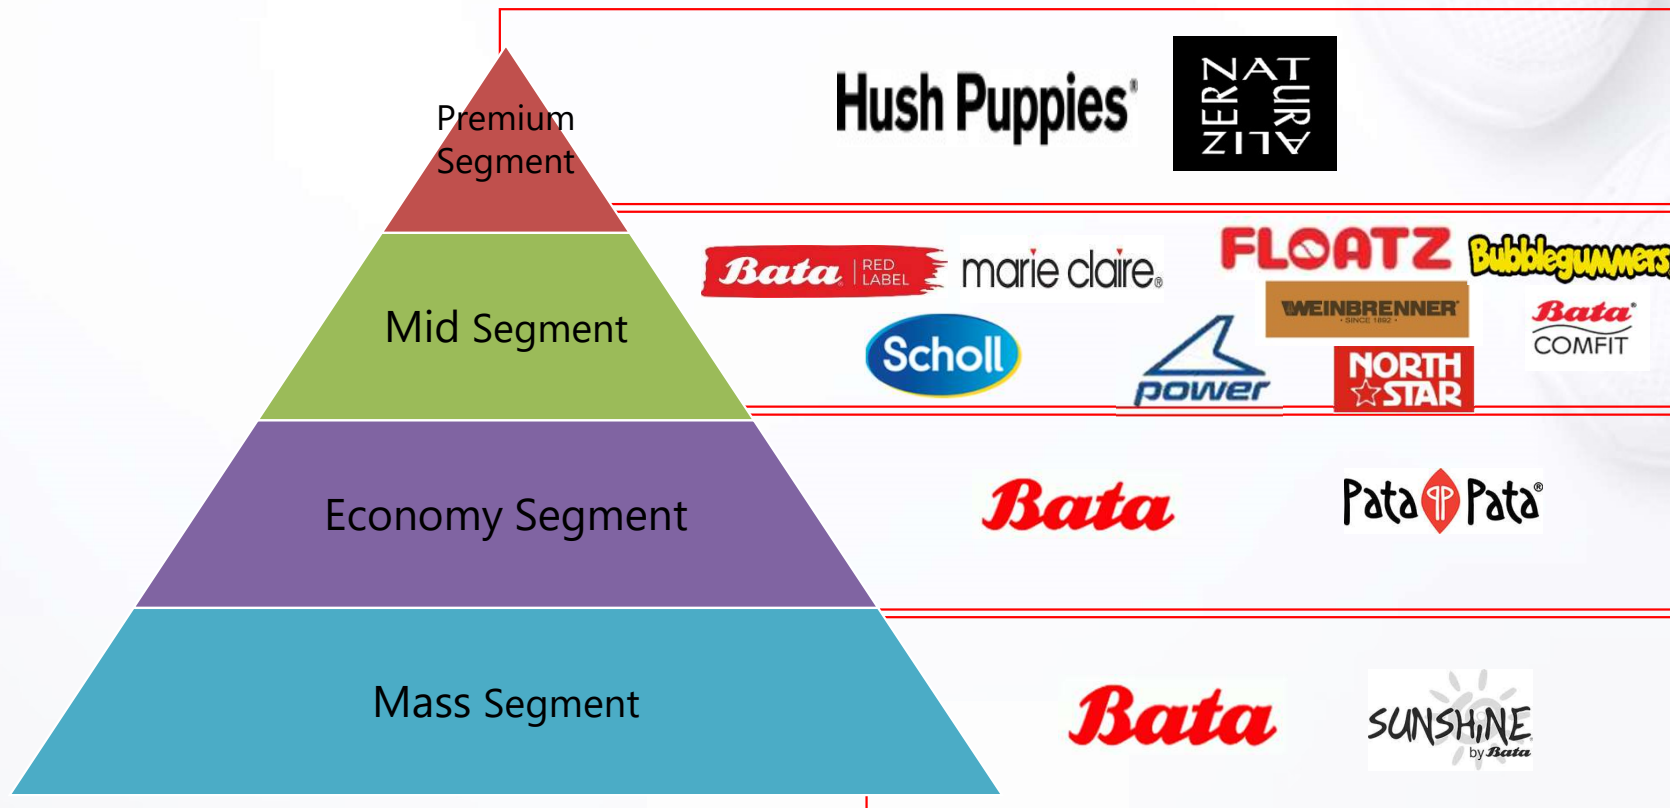 Premium
Segment
Hush Puppies®
NATURALIZER
Mid Segment
Bata® | RED
LABEL
marie claire®
FLOATZ
Bubblegummers
Scholl
power
WEINBRENNER®
• SINCE 1892 •
NORTH
STAR
Bata®
COMFIT
Economy Segment
Bata
Pata Pata®
Mass Segment
Bata
SUNSHiNE
by Bata